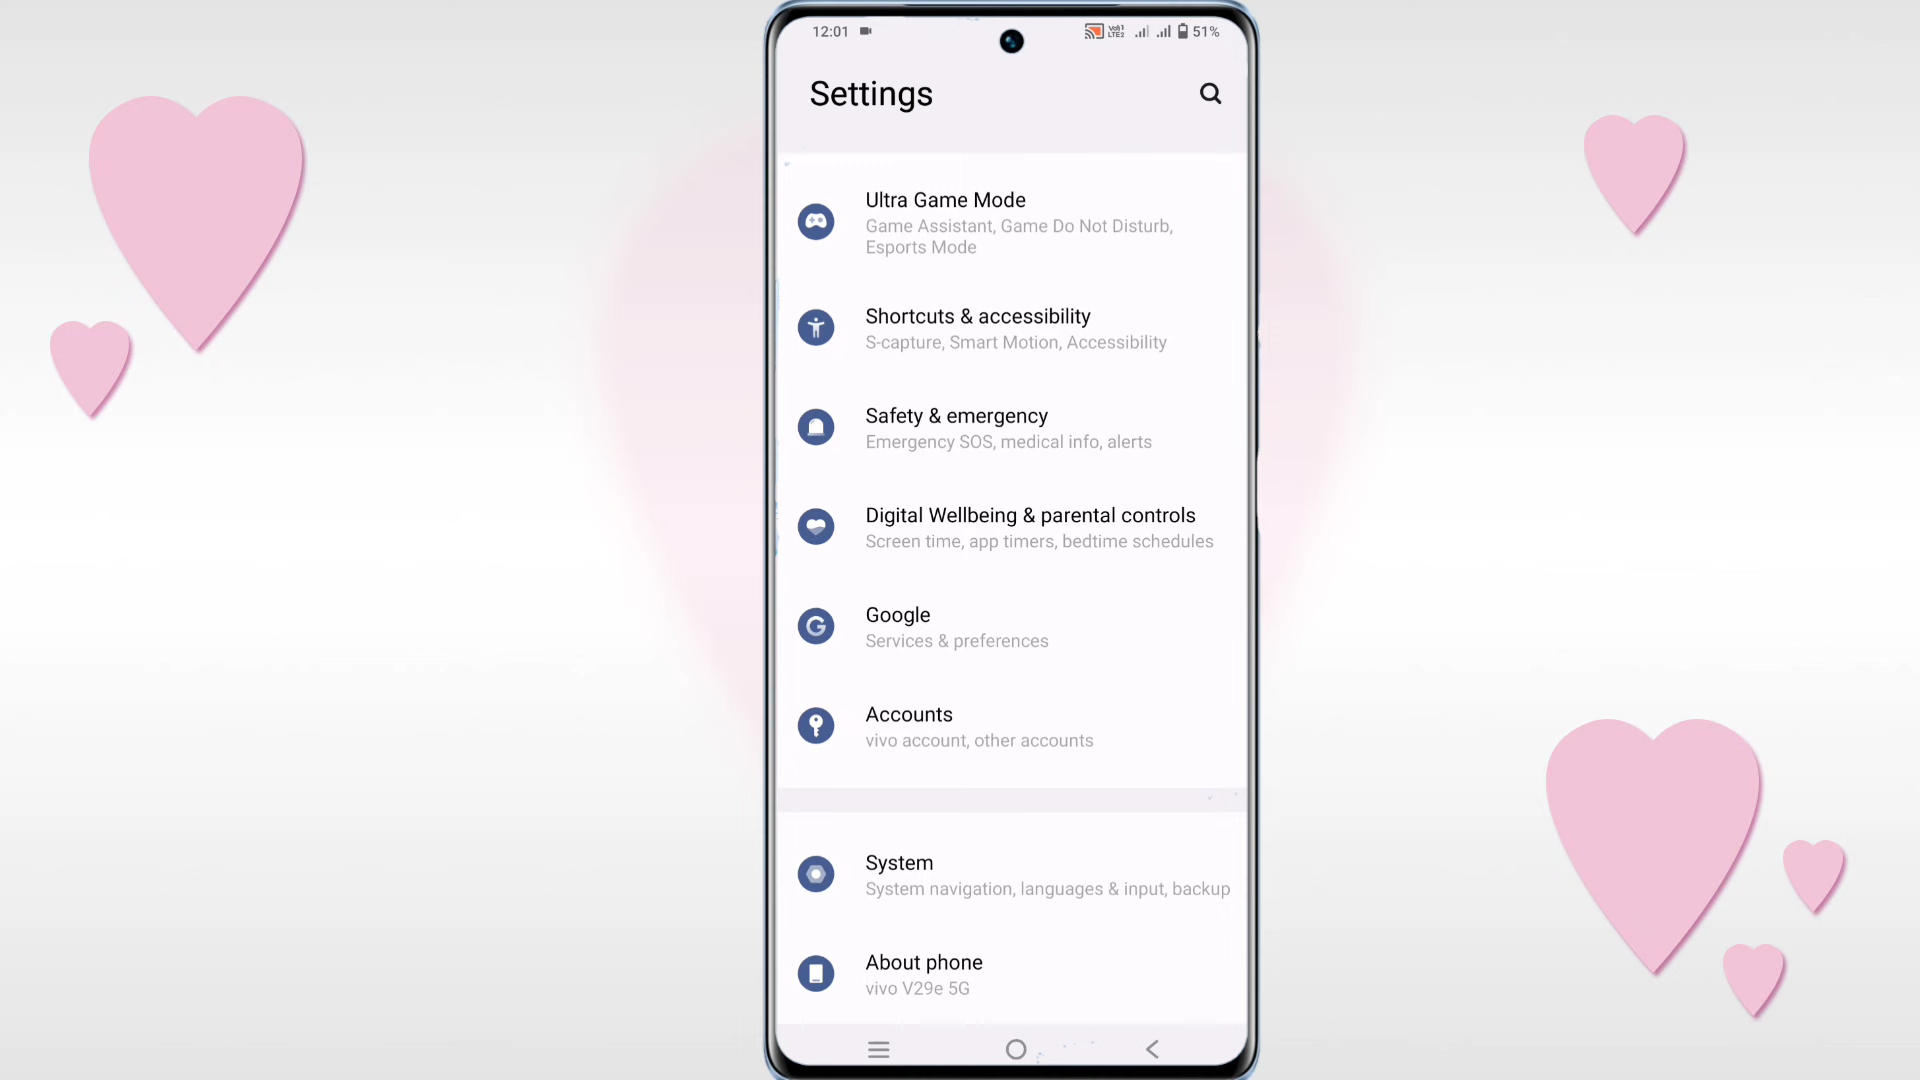 12:01
51%
Settings
Ultra Game Mode
Game Assistant, Game Do Not Disturb,
Esports Mode
Shortcuts & accessibility
S-capture, Smart Motion, Accessibility
Safety & emergency
Emergency SOS, medical info, alerts
Digital Wellbeing & parental controls
Screen time, app timers, bedtime schedules
Google
Services & preferences
Accounts
vivo account, other accounts
System
System navigation, languages & input, backup
About phone
vivo V29e 5G